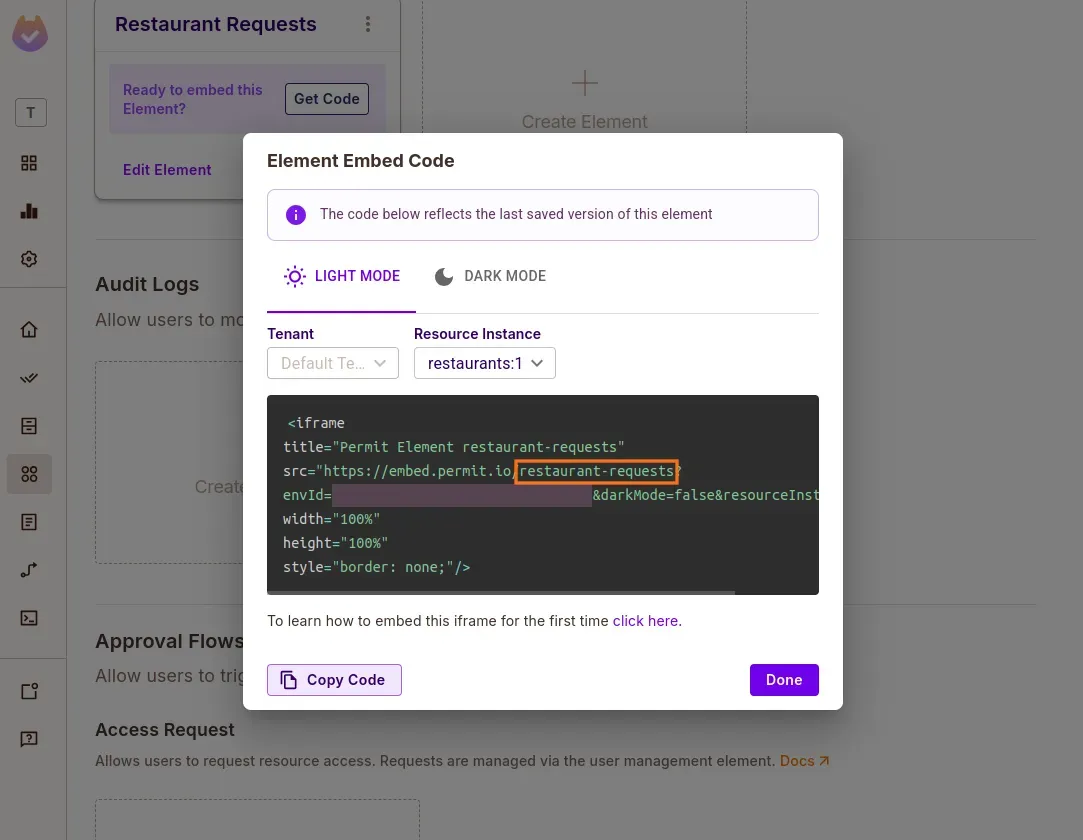 Restaurant Requests
Ready to embed this
Element?
Get Code
Edit Element
T
Create Element
Audit Logs
Allow users to mo
Create
Element Embed Code
The code below reflects the last saved version of this element
LIGHT MODE
DARK MODE
Tenant
Resource Instance
Default Te...
restaurants:1
<iframe
title="Permit Element restaurant-requests"
src="https://embed.permit.io/restaurant-requests?
envId= &darkMode=false&resourceInst
width="100%"
height="100%"
style="border: none;"/>
To learn how to embed this iframe for the first time click here.
Copy Code
Done
Approval Flows
Allow users to trig
Access Request
Allows users to request resource access. Requests are managed via the user management element. Docs